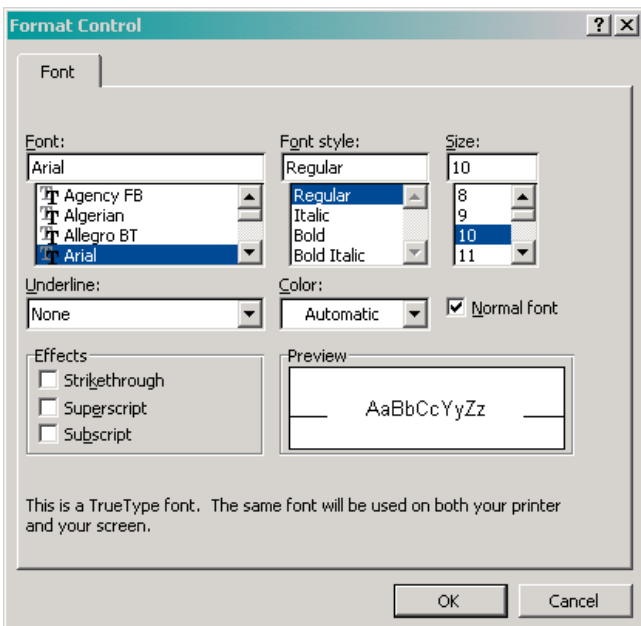 Format Control
Font
Font: Font style: Size:
Arial Regular 10
Agency FB Regular 8
Algerian Italic 9
Allegro BT Bold 10
Arial Bold Italic 11
Underline: Color:
None Automatic Normal font
Effects Preview
Strikethrough
Superscript AaBbCcYyZz
Subscript
This is a TrueType font. The same font will be used on both your printer
and your screen.
OK Cancel